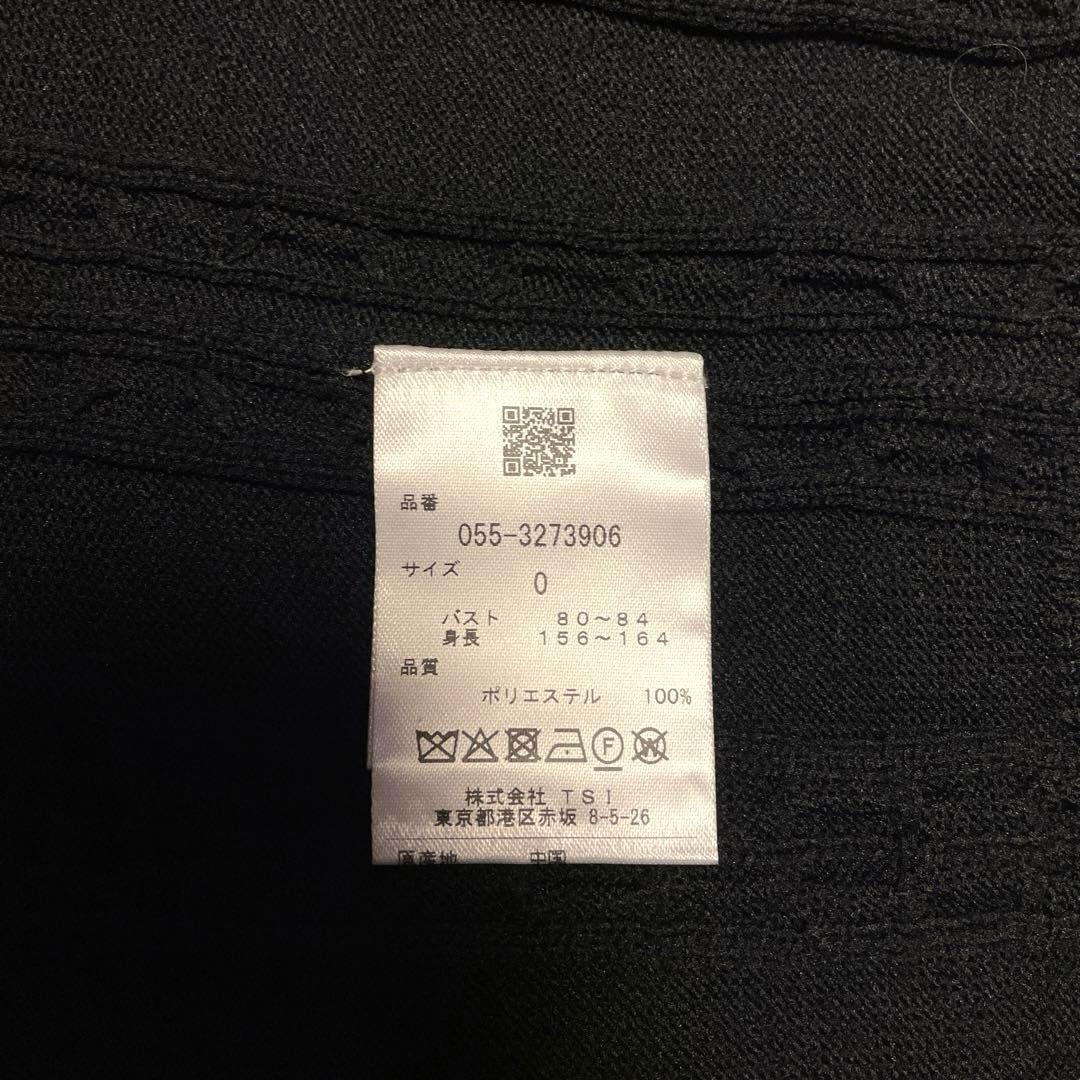 品番
055-3273906
サイズ
0
バスト 80〜84
身長 156〜164
品質
ポリエステル 100%
F
W
株式会社 TSI
東京都港区赤坂 8-5-26
原産地 中国